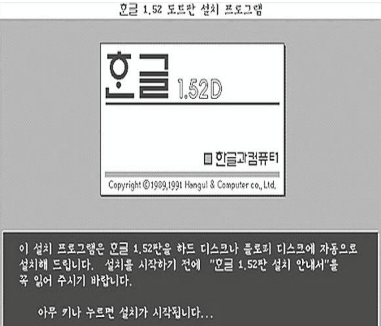 ᄒᆞᆫ글 1.52 도트판 설치 프로그램
ᄒᆞᆫ글 1.52D
한글과컴퓨터
Copyright ©1989,1991 Hangul & Computer co., Ltd.
이 설치 프로그램은 ᄒᆞᆫ글 1.52판을 하드 디스크나 플로피 디스크에 자동으로
설치해 드립니다. 설치를 시작하기 전에 "ᄒᆞᆫ글 1.52판 설치 안내서"를
꼭 읽어 주시기 바랍니다.
아무 키나 누르면 설치가 시작됩니다...